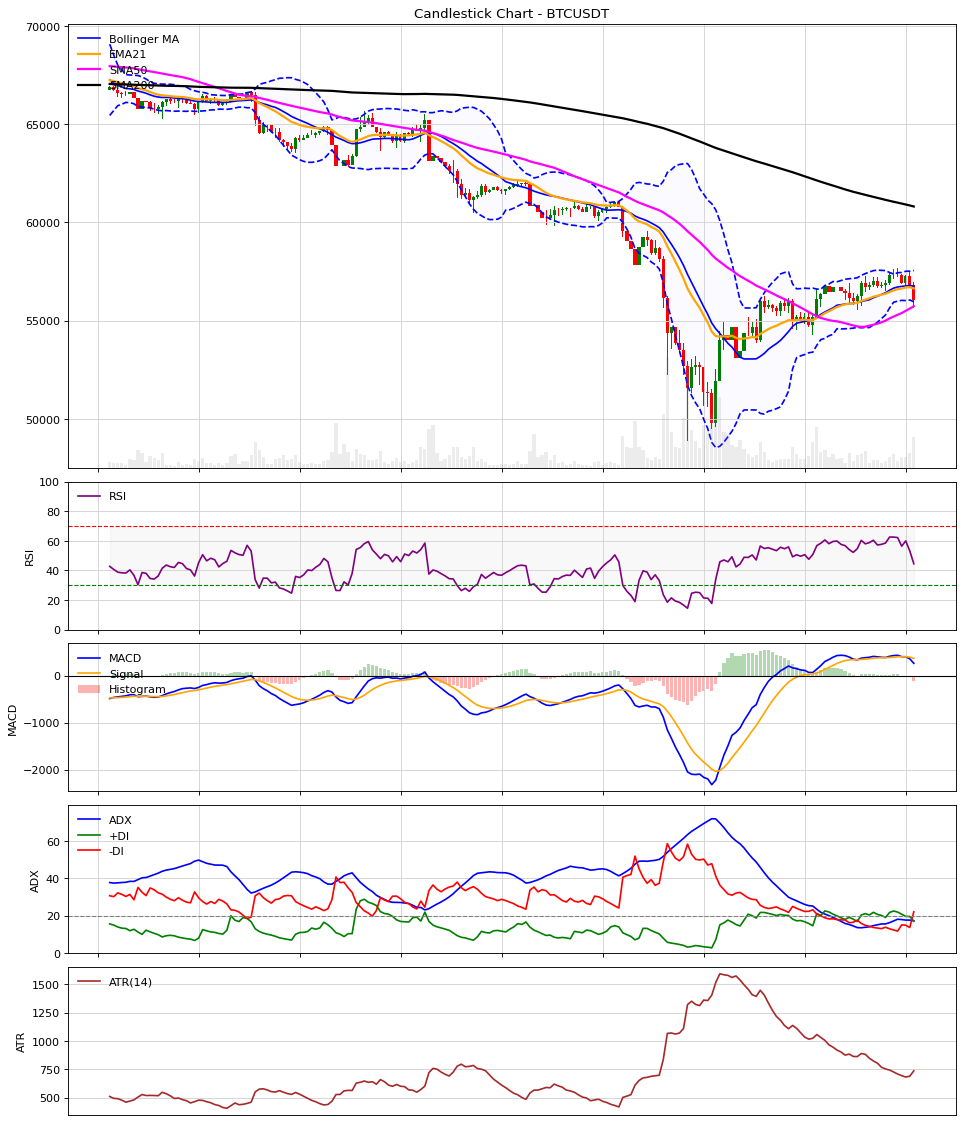 Candlestick Chart - BTCUSDT
70000
Bollinger MA
EMA21
SMA50
SMA200
65000
60000
55000
50000
100
RSI
80
60
40
20
0
RSI
MACD
Signal
Histogram
0
−1000
−2000
MACD
ADX
+DI
-DI
60
40
20
0
ADX
ATR(14)
1500
1250
1000
750
500
ATR